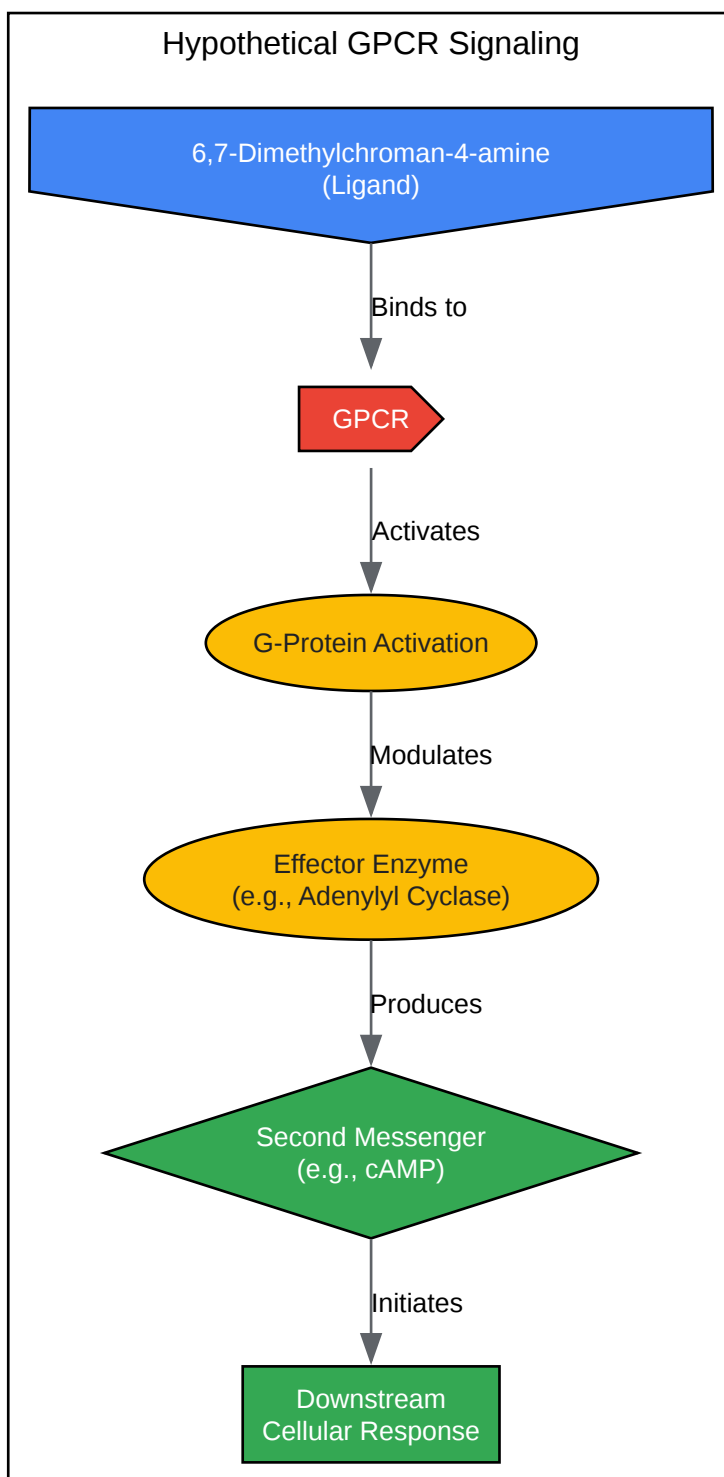 Hypothetical GPCR Signaling
6,7-Dimethylchroman-4-amine
(Ligand)
Binds to
GPCR
Activates
G-Protein Activation
Modulates
Effector Enzyme
(e.g., Adenylyl Cyclase)
Produces
Second Messenger
(e.g., cAMP)
Initiates
Downstream
Cellular Response